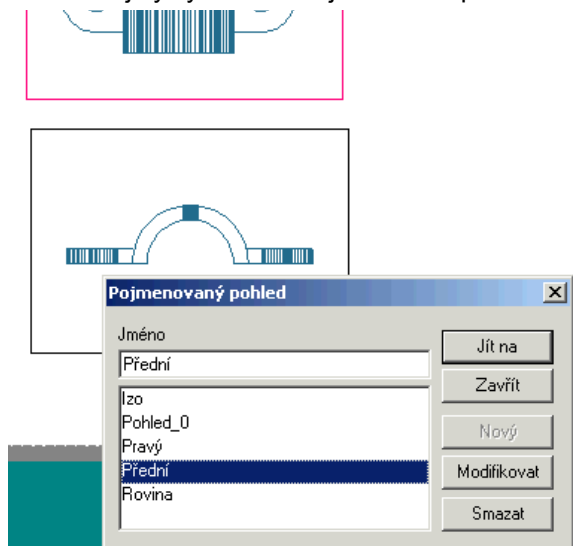 Pojmenovaný pohled
Jméno
Přední
Izo
Pohled_0
Pravý
Přední
Rovina
Jít na
Zavřít
Nový
Modifikovat
Smazat